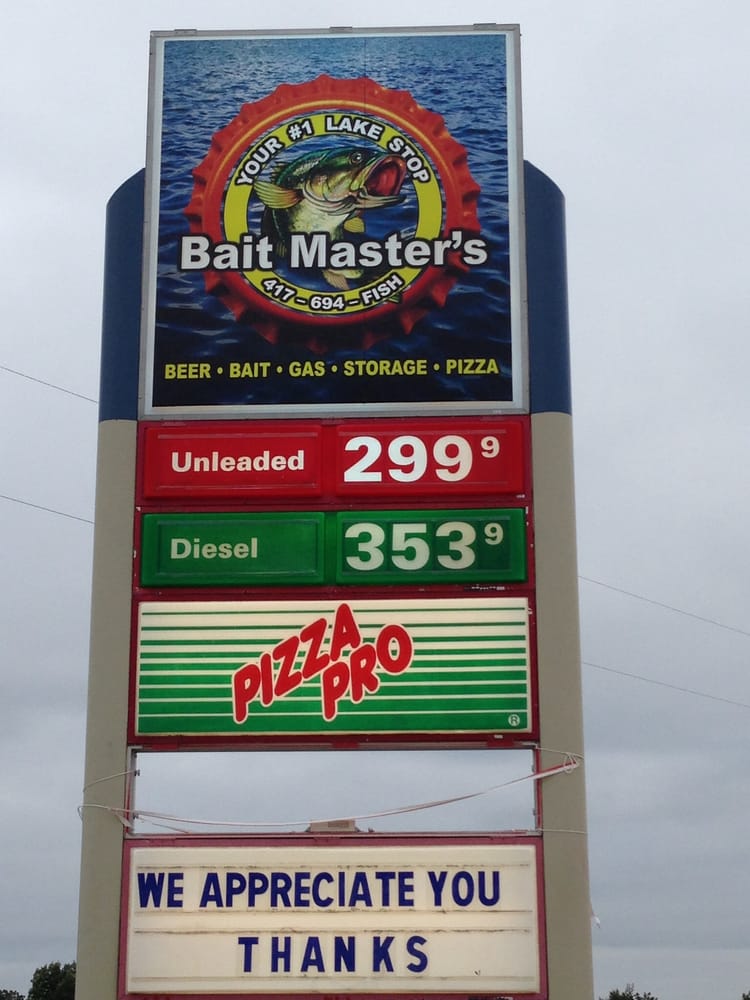 YOUR #1 LAKE STOP
Bait Master's
417-694-FISH
BEER • BAIT • GAS • STORAGE • PIZZA
Unleaded 299 9
Diesel 353 9
PIZZA
PRO
®
WE APPRECIATE YOU
THANKS